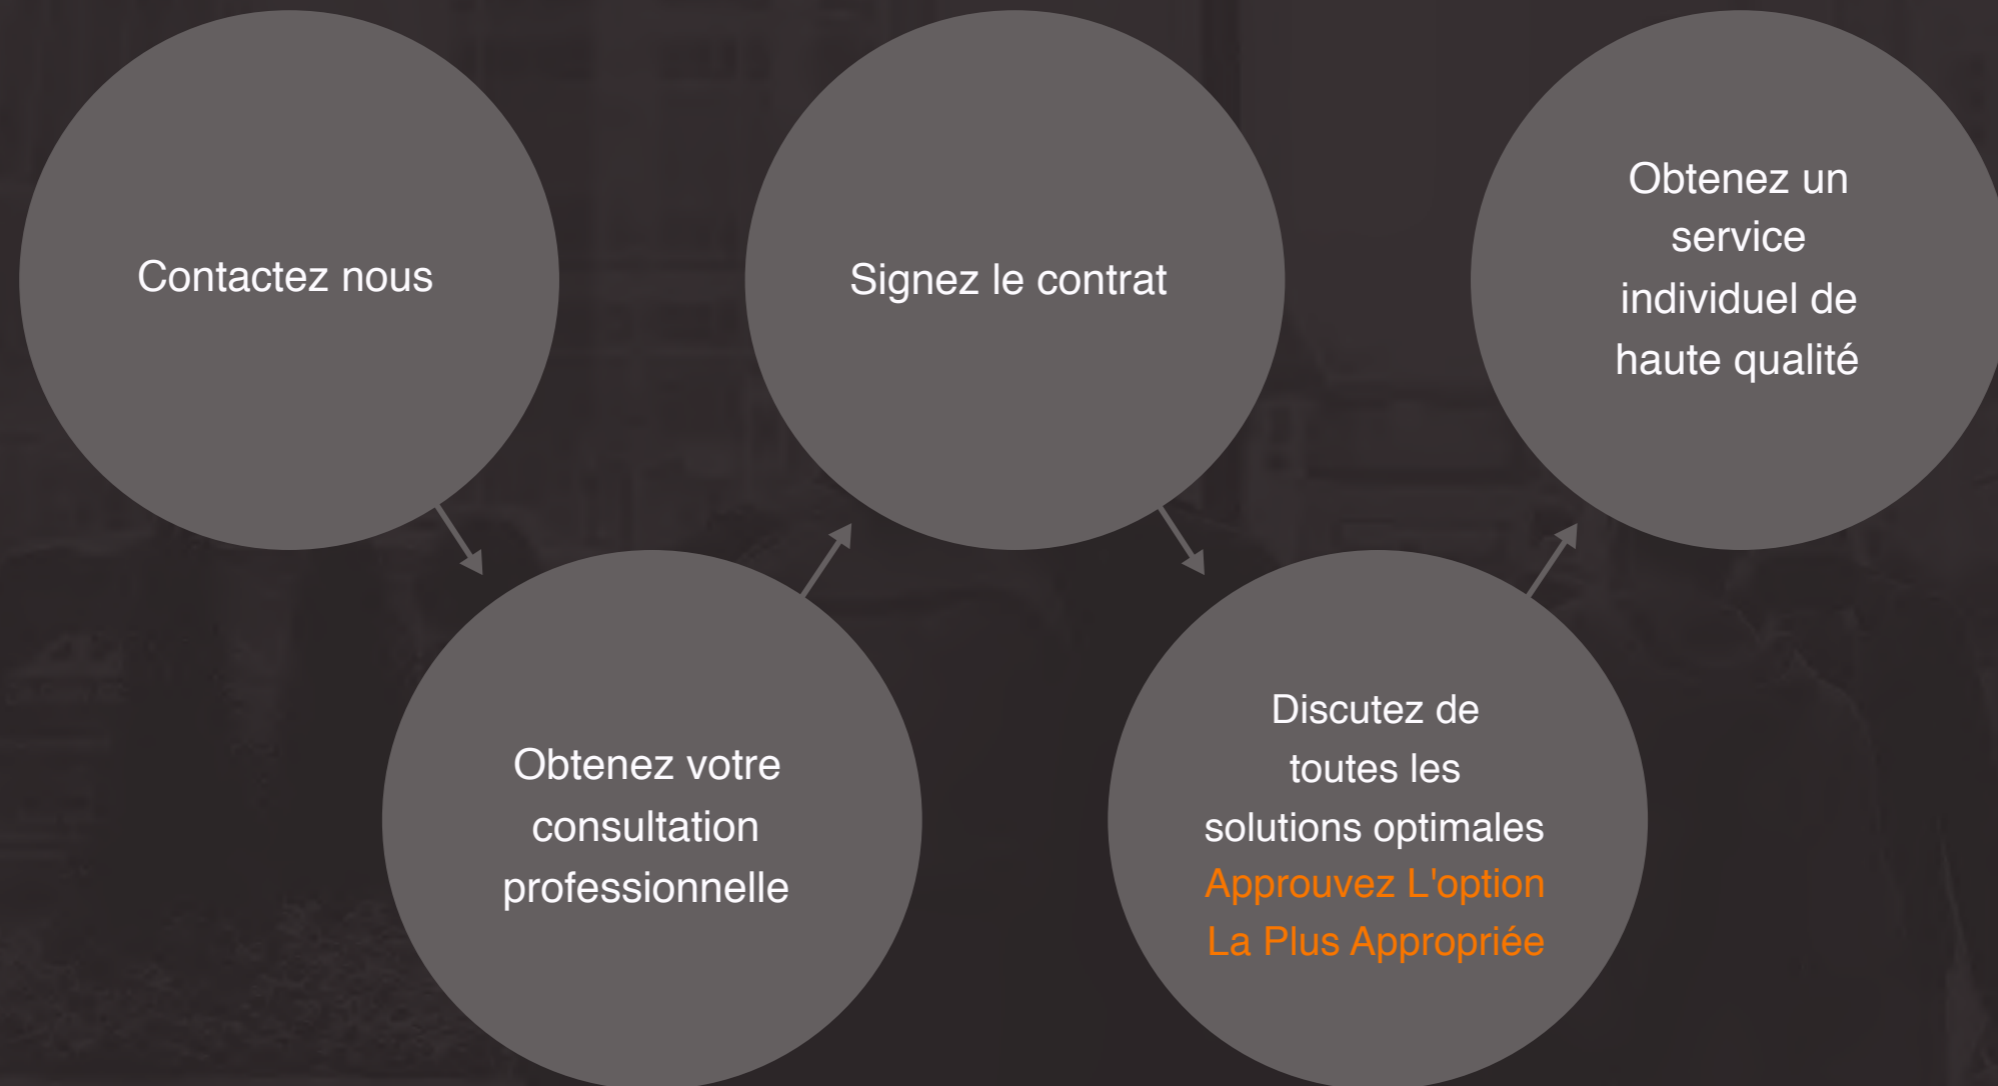 Contactez nous
Obtenez votre
consultation
professionnelle
Signez le contrat
Discutez de
toutes les
solutions optimales
Approuvez L'option
La Plus Appropriée
Obtenez un
service
individuel de
haute qualité